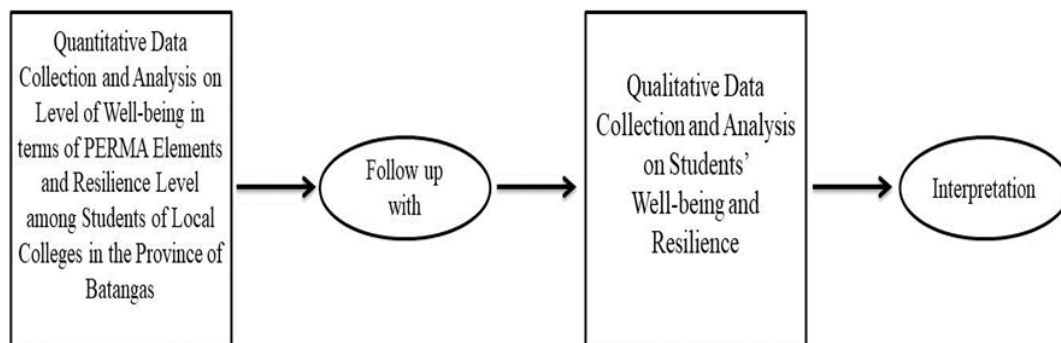 Quantitative Data
Collection and Analysis on
Level of Well-being in
terms of PERMA Elements
and Resilience Level
among Students of Local
Colleges in the Province of
Batangas
Follow up
with
Qualitative Data
Collection and Analysis
on Students’
Well-being and
Resilience
Interpretation